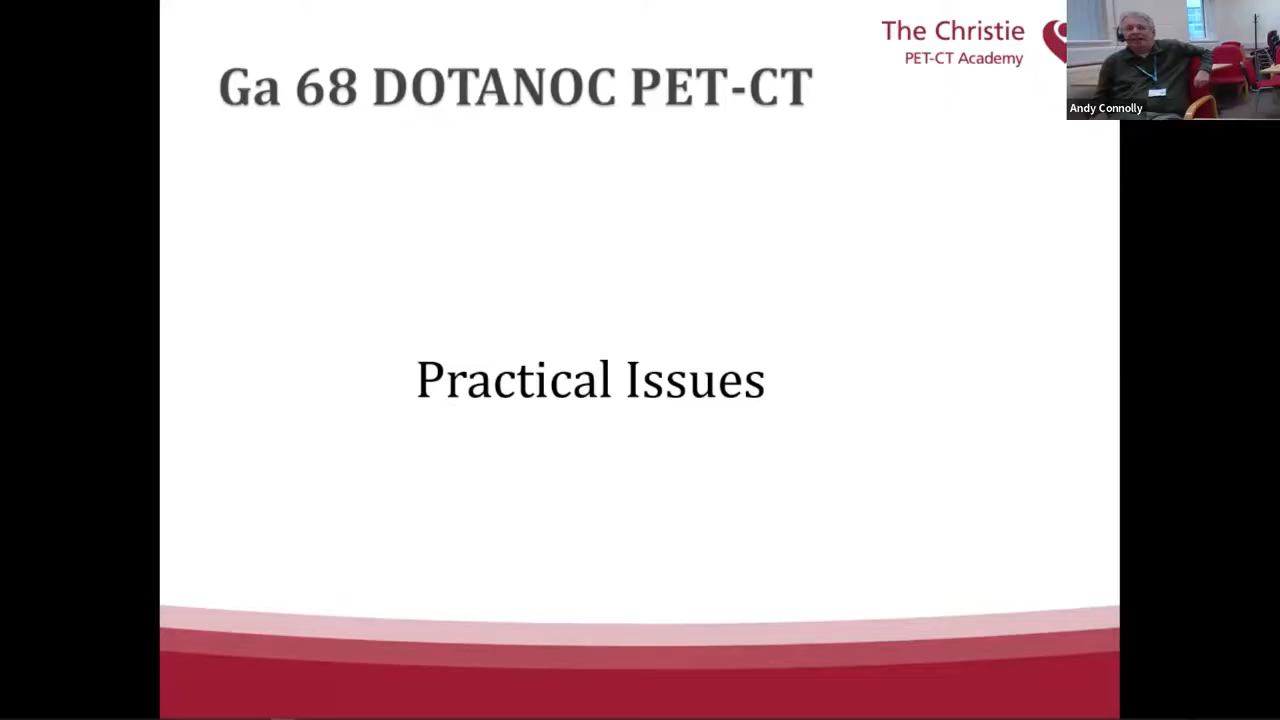 The Christie
PET-CT Academy
Ga 68 DOTANOC PET-CT
Andy Connolly
Practical Issues